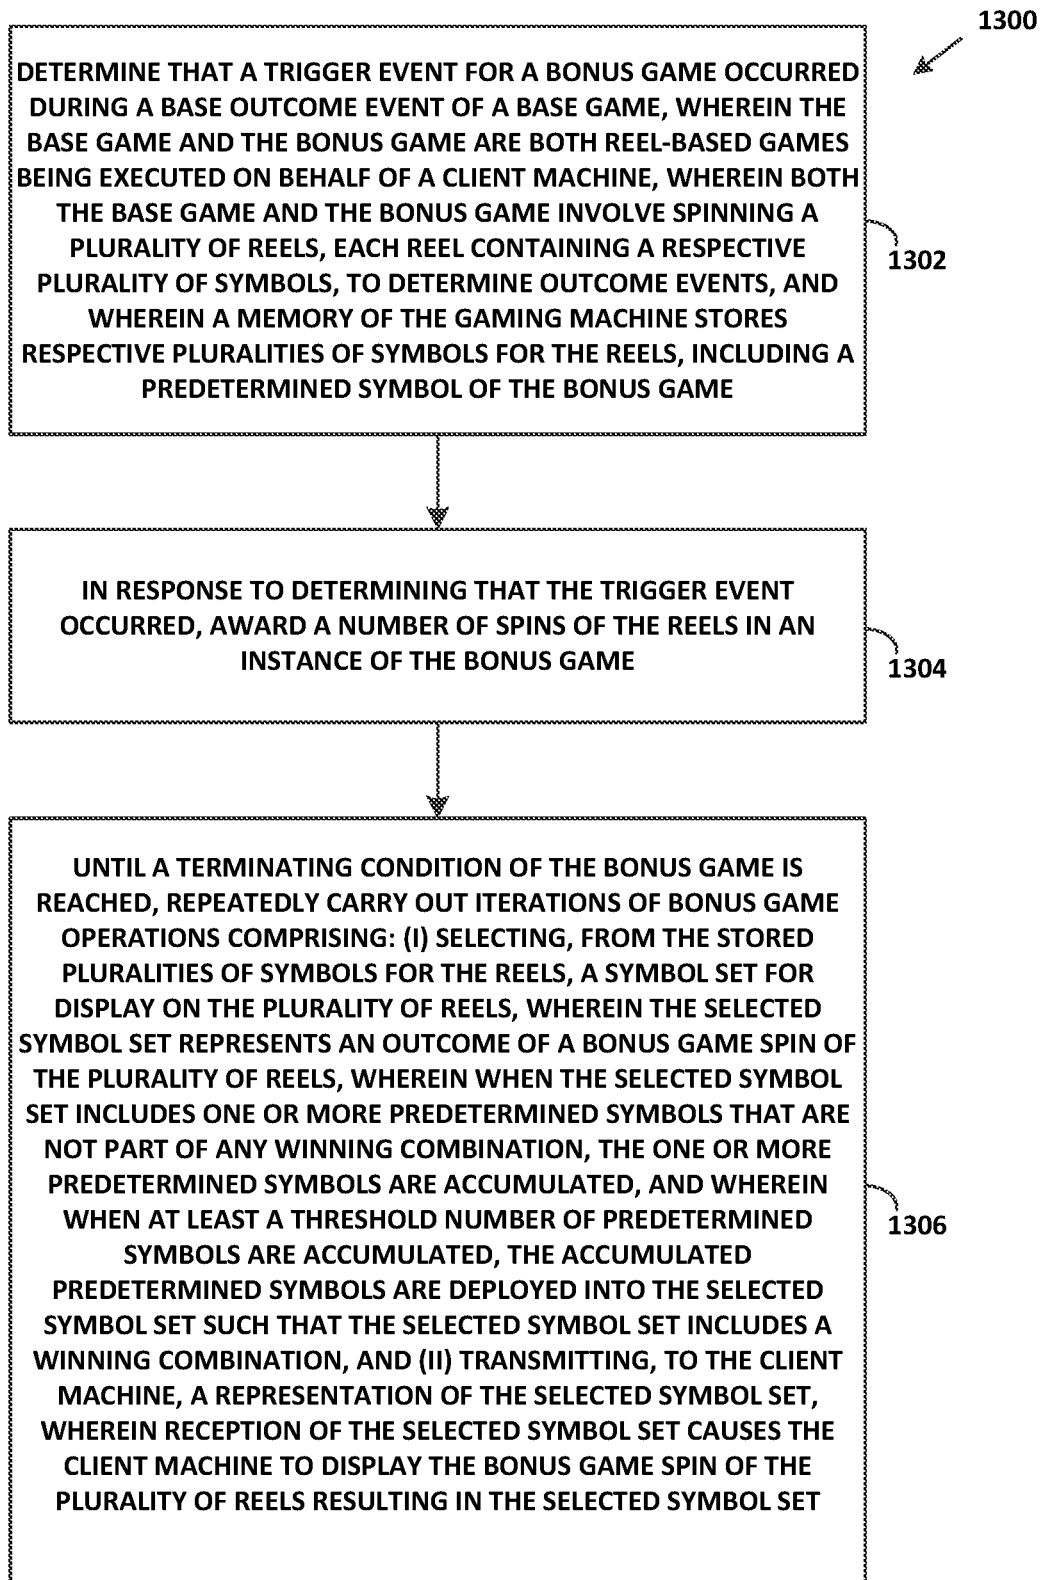 1300
DETERMINE THAT A TRIGGER EVENT FOR A BONUS GAME OCCURRED
DURING A BASE OUTCOME EVENT OF A BASE GAME, WHEREIN THE
BASE GAME AND THE BONUS GAME ARE BOTH REEL-BASED GAMES
BEING EXECUTED ON BEHALF OF A CLIENT MACHINE, WHEREIN BOTH
THE BASE GAME AND THE BONUS GAME INVOLVE SPINNING A
PLURALITY OF REELS, EACH REEL CONTAINING A RESPECTIVE
PLURALITY OF SYMBOLS, TO DETERMINE OUTCOME EVENTS, AND
WHEREIN A MEMORY OF THE GAMING MACHINE STORES
RESPECTIVE PLURALITIES OF SYMBOLS FOR THE REELS, INCLUDING A
PREDETERMINED SYMBOL OF THE BONUS GAME
1302
IN RESPONSE TO DETERMINING THAT THE TRIGGER EVENT
OCCURRED, AWARD A NUMBER OF SPINS OF THE REELS IN AN
INSTANCE OF THE BONUS GAME
1304
UNTIL A TERMINATING CONDITION OF THE BONUS GAME IS
REACHED, REPEATEDLY CARRY OUT ITERATIONS OF BONUS GAME
OPERATIONS COMPRISING: (I) SELECTING, FROM THE STORED
PLURALITIES OF SYMBOLS FOR THE REELS, A SYMBOL SET FOR
DISPLAY ON THE PLURALITY OF REELS, WHEREIN THE SELECTED
SYMBOL SET REPRESENTS AN OUTCOME OF A BONUS GAME SPIN OF
THE PLURALITY OF REELS, WHEREIN WHEN THE SELECTED SYMBOL
SET INCLUDES ONE OR MORE PREDETERMINED SYMBOLS THAT ARE
NOT PART OF ANY WINNING COMBINATION, THE ONE OR MORE
PREDETERMINED SYMBOLS ARE ACCUMULATED, AND WHEREIN
WHEN AT LEAST A THRESHOLD NUMBER OF PREDETERMINED
SYMBOLS ARE ACCUMULATED, THE ACCUMULATED
PREDETERMINED SYMBOLS ARE DEPLOYED INTO THE SELECTED
SYMBOL SET SUCH THAT THE SELECTED SYMBOL SET INCLUDES A
WINNING COMBINATION, AND (II) TRANSMITTING, TO THE CLIENT
MACHINE, A REPRESENTATION OF THE SELECTED SYMBOL SET,
WHEREIN RECEPTION OF THE SELECTED SYMBOL SET CAUSES THE
CLIENT MACHINE TO DISPLAY THE BONUS GAME SPIN OF THE
PLURALITY OF REELS RESULTING IN THE SELECTED SYMBOL SET
1306